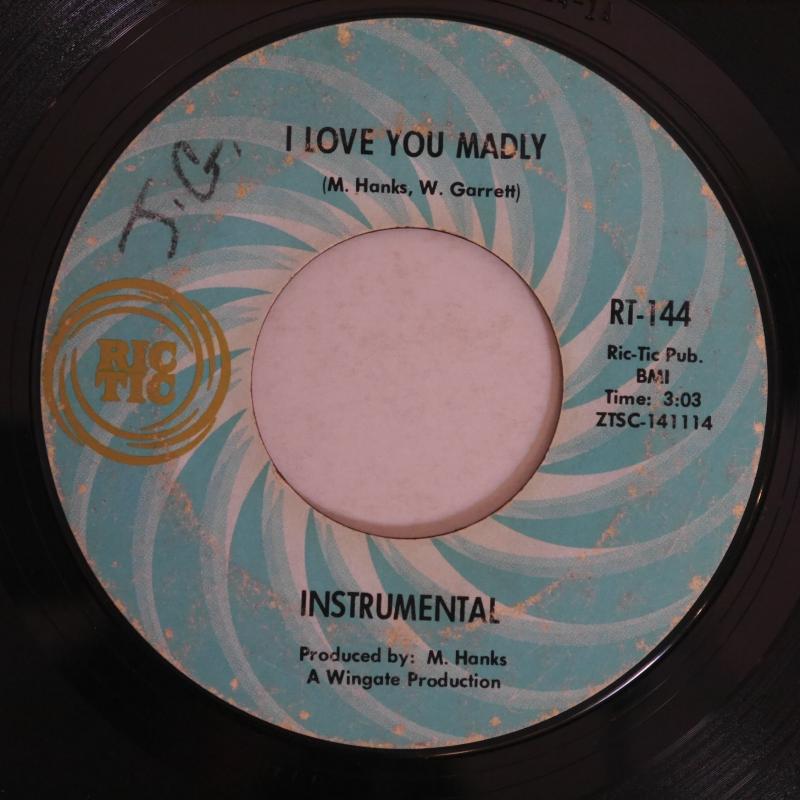 I LOVE YOU MADLY
(M. Hanks, W. Garrett)
J.G.
RIC
TIC
RT-144
Ric-Tic Pub.
BMI
Time: 3:03
ZTSC-141114
INSTRUMENTAL
Produced by: M. Hanks
A Wingate Production